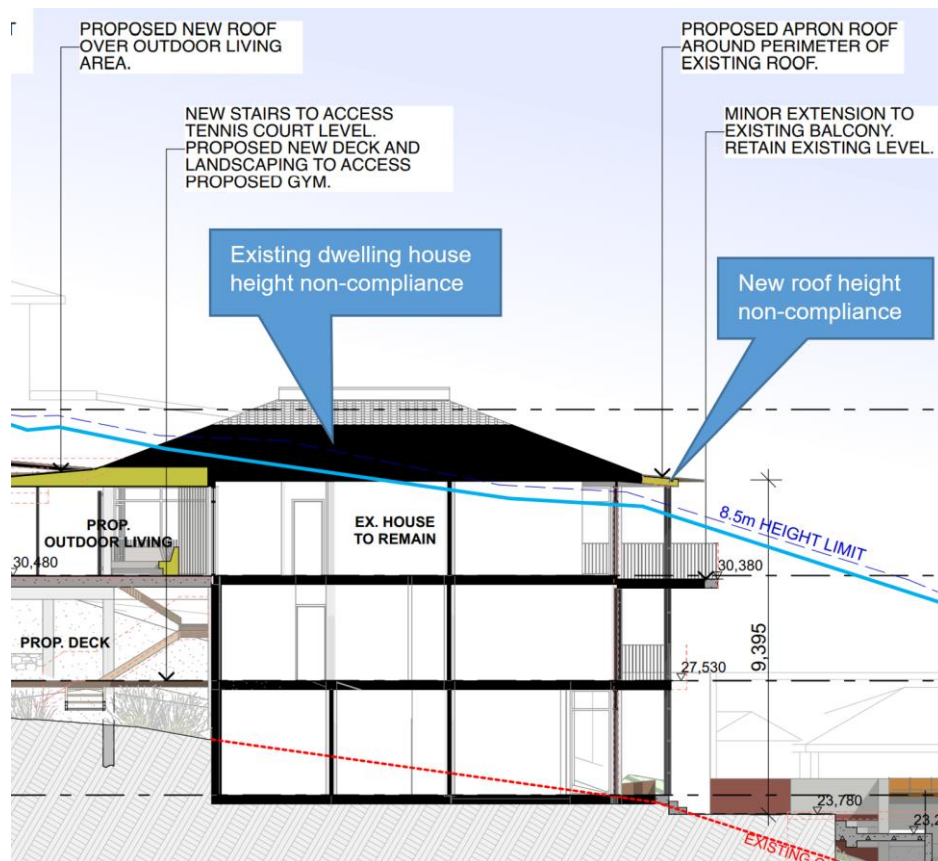 T
PROPOSED NEW ROOF
OVER OUTDOOR LIVING
AREA.
PROPOSED APRON ROOF
AROUND PERIMETER OF
EXISTING ROOF.
NEW STAIRS TO ACCESS
TENNIS COURT LEVEL.
PROPOSED NEW DECK AND
LANDSCAPING TO ACCESS
PROPOSED GYM.
MINOR EXTENSION TO
EXISTING BALCONY.
RETAIN EXISTING LEVEL.
Existing dwelling house
height non-compliance
New roof height
non-compliance
8.5m HEIGHT LIMIT
PROP.
OUTDOOR LIVING
EX. HOUSE
TO REMAIN
30,480
30,380
PROP. DECK
27,530
9,395
23,780
23,2
EXISTING